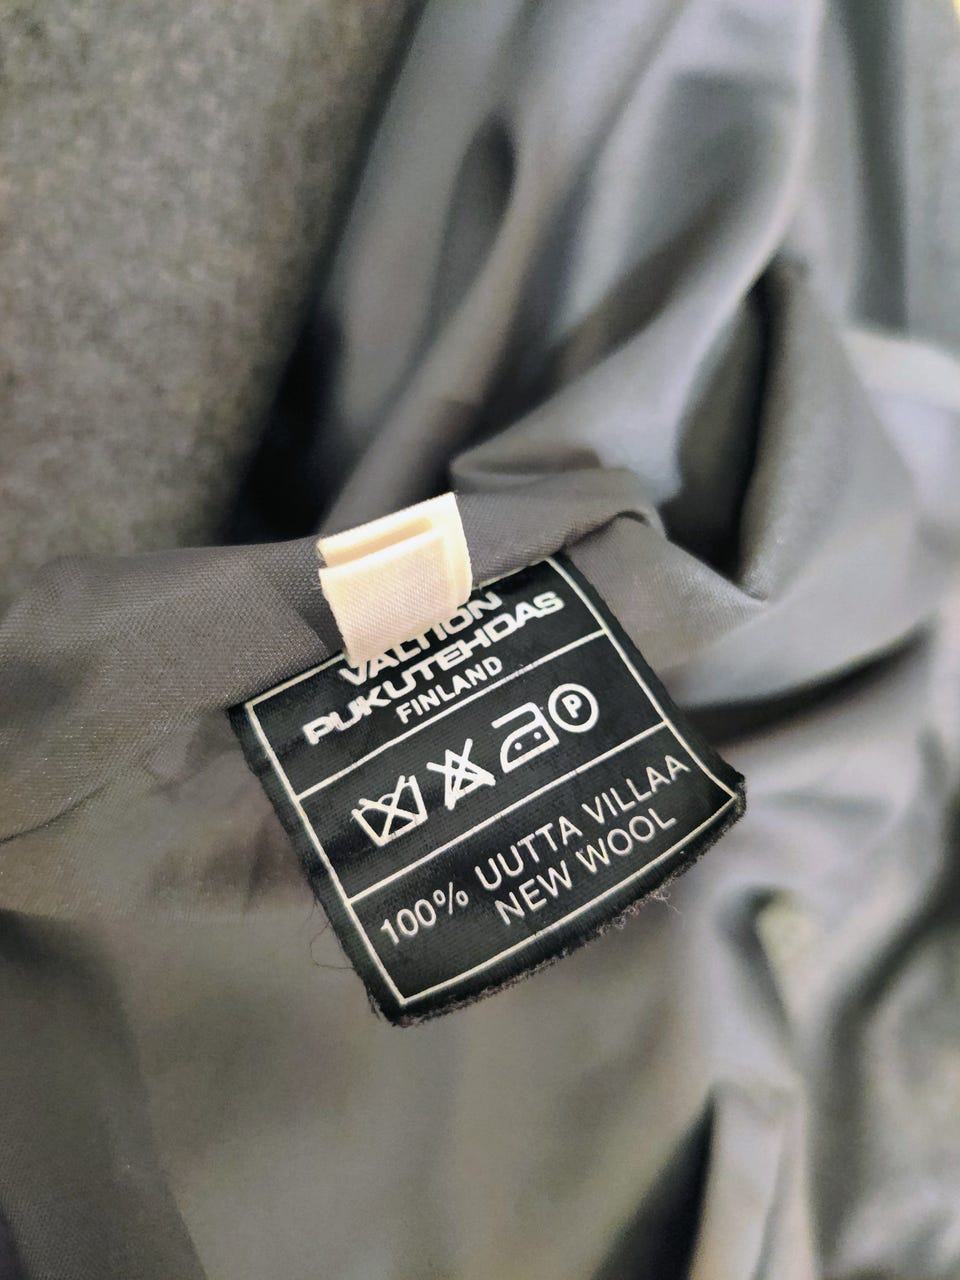 VALTION
PUKUTEHDAS
FINLAND
P
100% UUTTA VILLAA
NEW WOOL